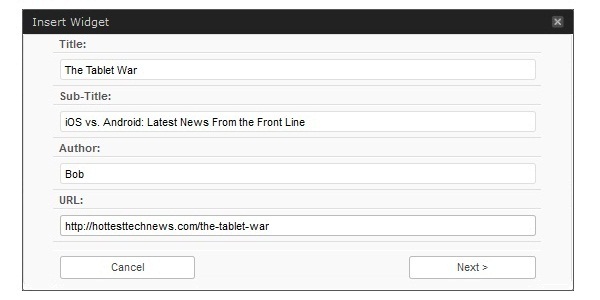 Insert Widget
Title:
The Tablet War
Sub-Title:
iOS vs. Android: Latest News From the Front Line
Author:
Bob
URL:
http://hottesttechnews.com/the-tablet-war
Cancel
Next >